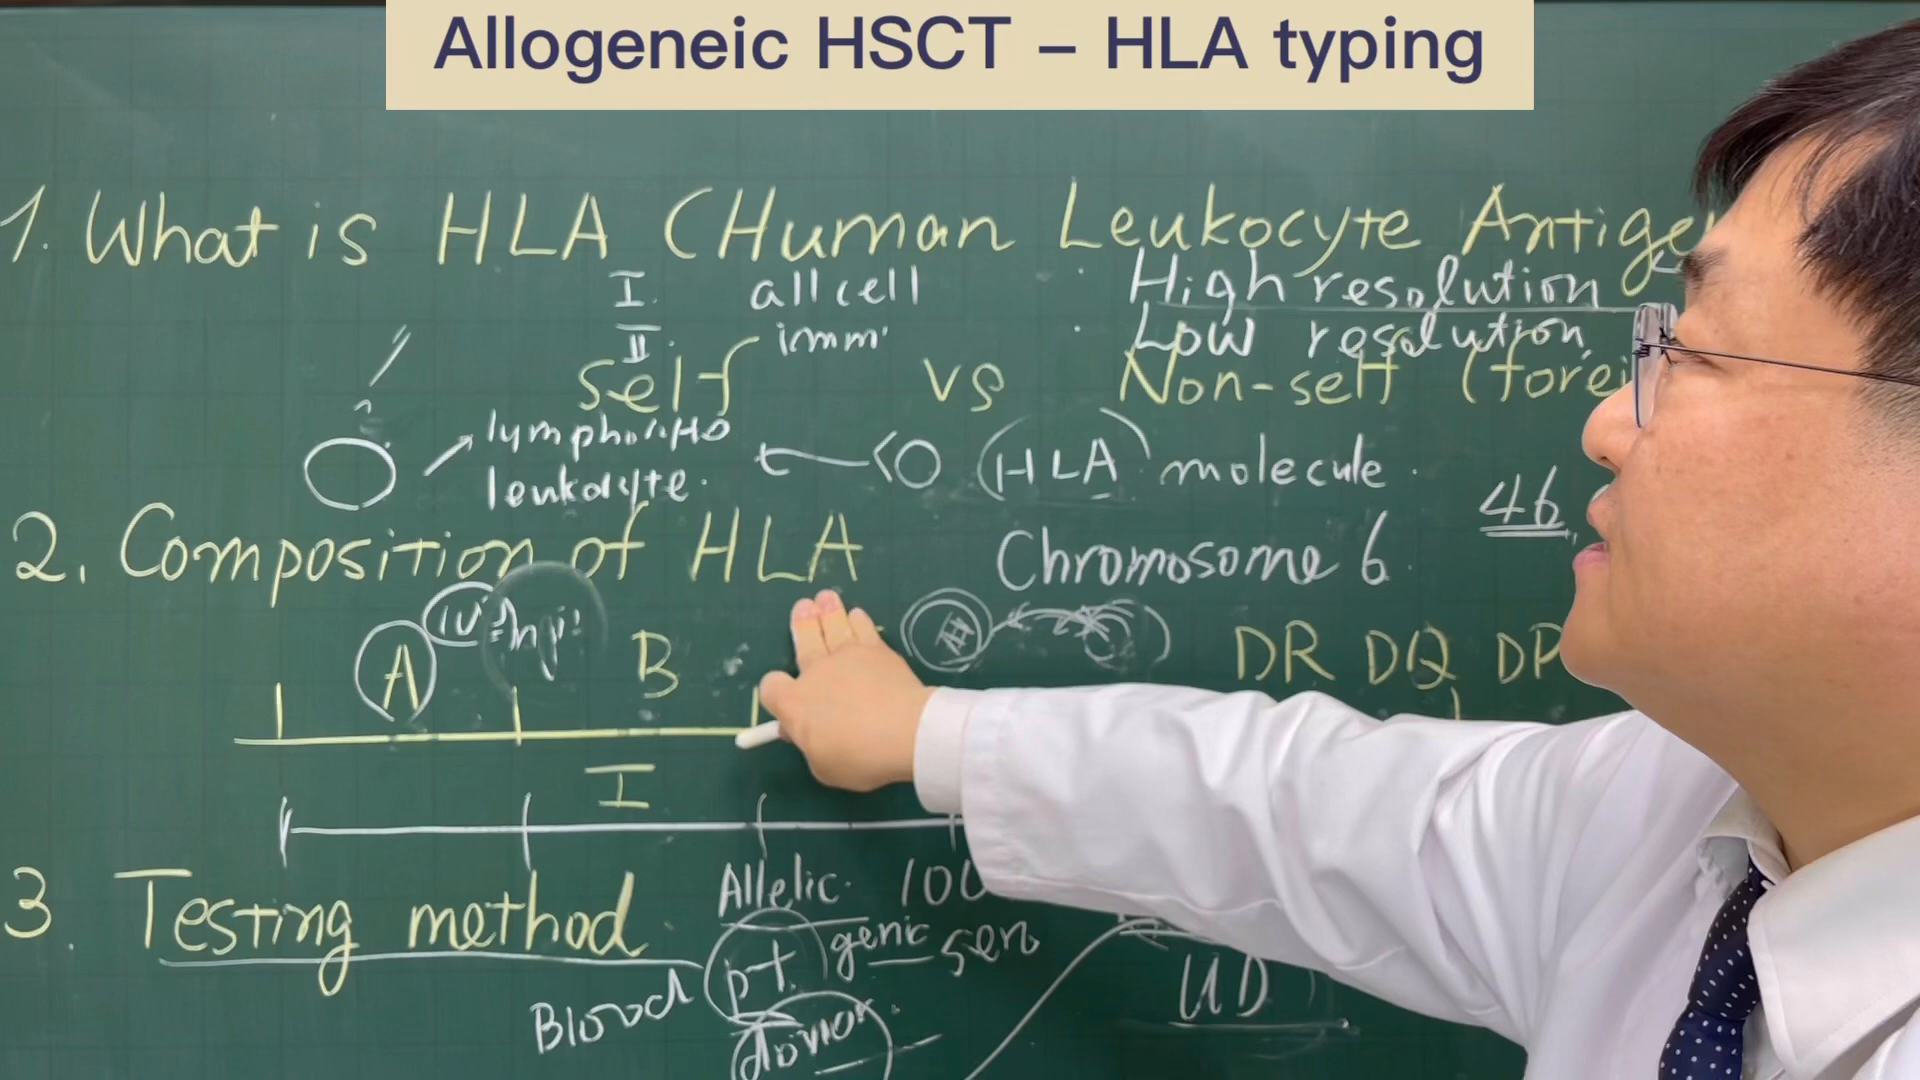 Allogeneic HSCT – HLA typing
1. What is HLA (Human Leukocyte Antige
I. all cell
High resolution
II. imm'
Low resolution
Self vs Non-self (forei
lymph
HLA molecule.
46
2. Composition of HLA
Chromosome 6
A B DR DQ DP
I
3. Testing method
Allelic. 100
genic
pt.
Blood
donor.
UD